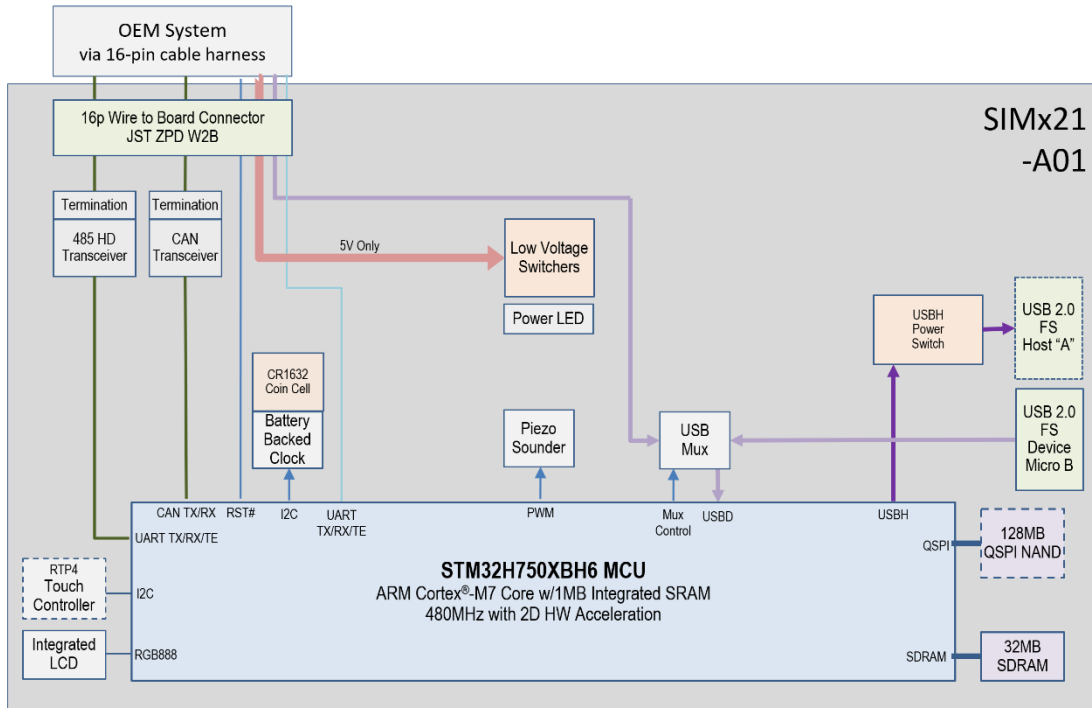 OEM System
via 16-pin cable harness
SIMx21
-A01
16p Wire to Board Connector
JST ZPD W2B
Termination
485 HD
Transceiver
Termination
CAN
Transceiver
5V Only
Low Voltage
Switchers
Power LED
USBH
Power
Switch
USB 2.0
FS
Host “A”
CR1632
Coin Cell
Battery
Backed
Clock
Piezo
Sounder
USB
Mux
USB 2.0
FS
Device
Micro B
CAN TX/RX
RST#
I2C
UART
TX/RX/TE
PWM
Mux
Control
USBD
USBH
UART TX/RX/TE
QSPI
128MB
QSPI NAND
STM32H750XBH6 MCU
ARM Cortex®-M7 Core w/1MB Integrated SRAM
480MHz with 2D HW Acceleration
RTP4
Touch
Controller
I2C
Integrated
LCD
RGB888
SDRAM
32MB
SDRAM